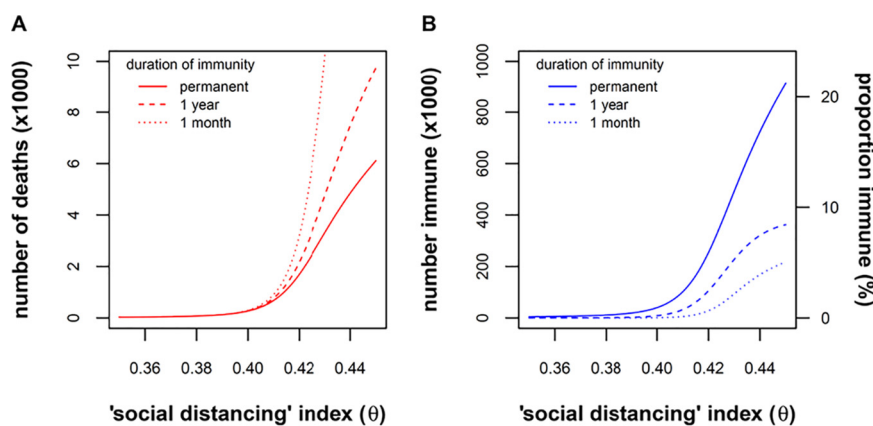 A
number of deaths (x1000)
10
8
6
4
2
0
duration of immunity
permanent
1 year
1 month
0.36 0.38 0.40 0.42 0.44
'social distancing' index (θ)
B
number immune (x1000)
1000
800
600
400
200
0
duration of immunity
permanent
1 year
1 month
20
10
0
proportion immune (%)
0.36 0.38 0.40 0.42 0.44
'social distancing' index (θ)